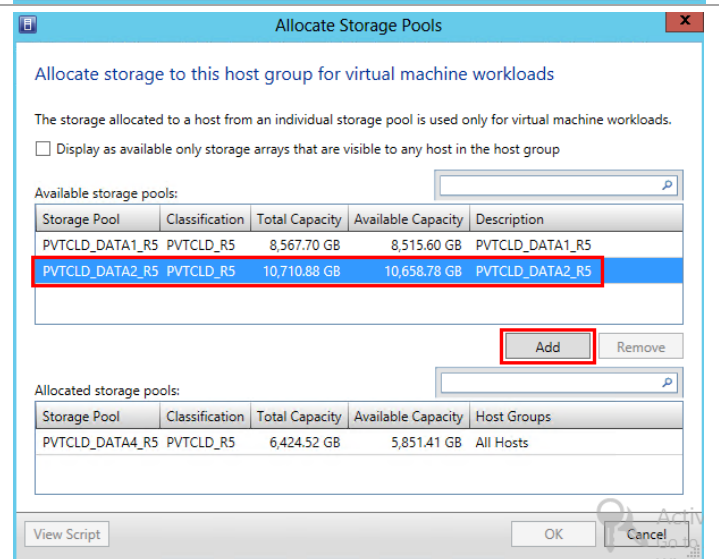 Allocate Storage Pools
x
Allocate storage to this host group for virtual machine workloads
The storage allocated to a host from an individual storage pool is used only for virtual machine workloads.
Display as available only storage arrays that are visible to any host in the host group
Available storage pools:
Storage Pool Classification Total Capacity Available Capacity Description
PVTCLD_DATA1_R5 PVTCLD_R5 8,567.70 GB 8,515.60 GB PVTCLD_DATA1_R5
PVTCLD_DATA2_R5 PVTCLD_R5 10,710.88 GB 10,658.78 GB PVTCLD_DATA2_R5
Add Remove
Allocated storage pools:
Storage Pool Classification Total Capacity Available Capacity Host Groups
PVTCLD_DATA4_R5 PVTCLD_R5 6,424.52 GB 5,851.41 GB All Hosts
Activ
View Script OK Cancel
Go to